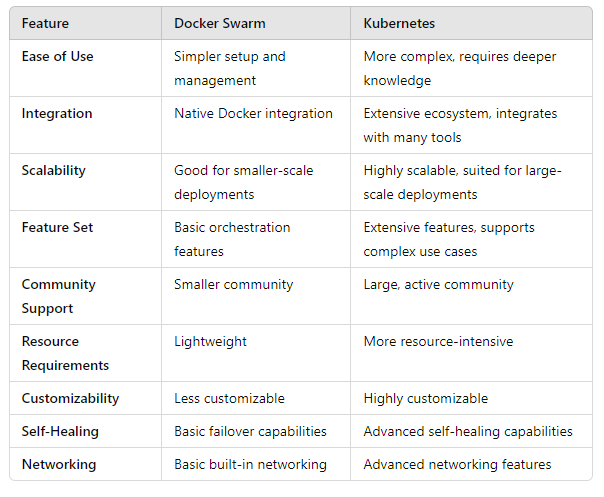 Feature Docker Swarm Kubernetes
Ease of Use Simpler setup and More complex, requires deeper
management knowledge
Integration Native Docker integration Extensive ecosystem, integrates
with many tools
Scalability Good for smaller-scale Highly scalable, suited for large-
deployments scale deployments
Feature Set Basic orchestration Extensive features, supports
features complex use cases
Community Smaller community Large, active community
Support
Resource Lightweight More resource-intensive
Requirements
Customizability Less customizable Highly customizable
Self-Healing Basic failover capabilities Advanced self-healing capabilities
Networking Basic built-in networking Advanced networking features